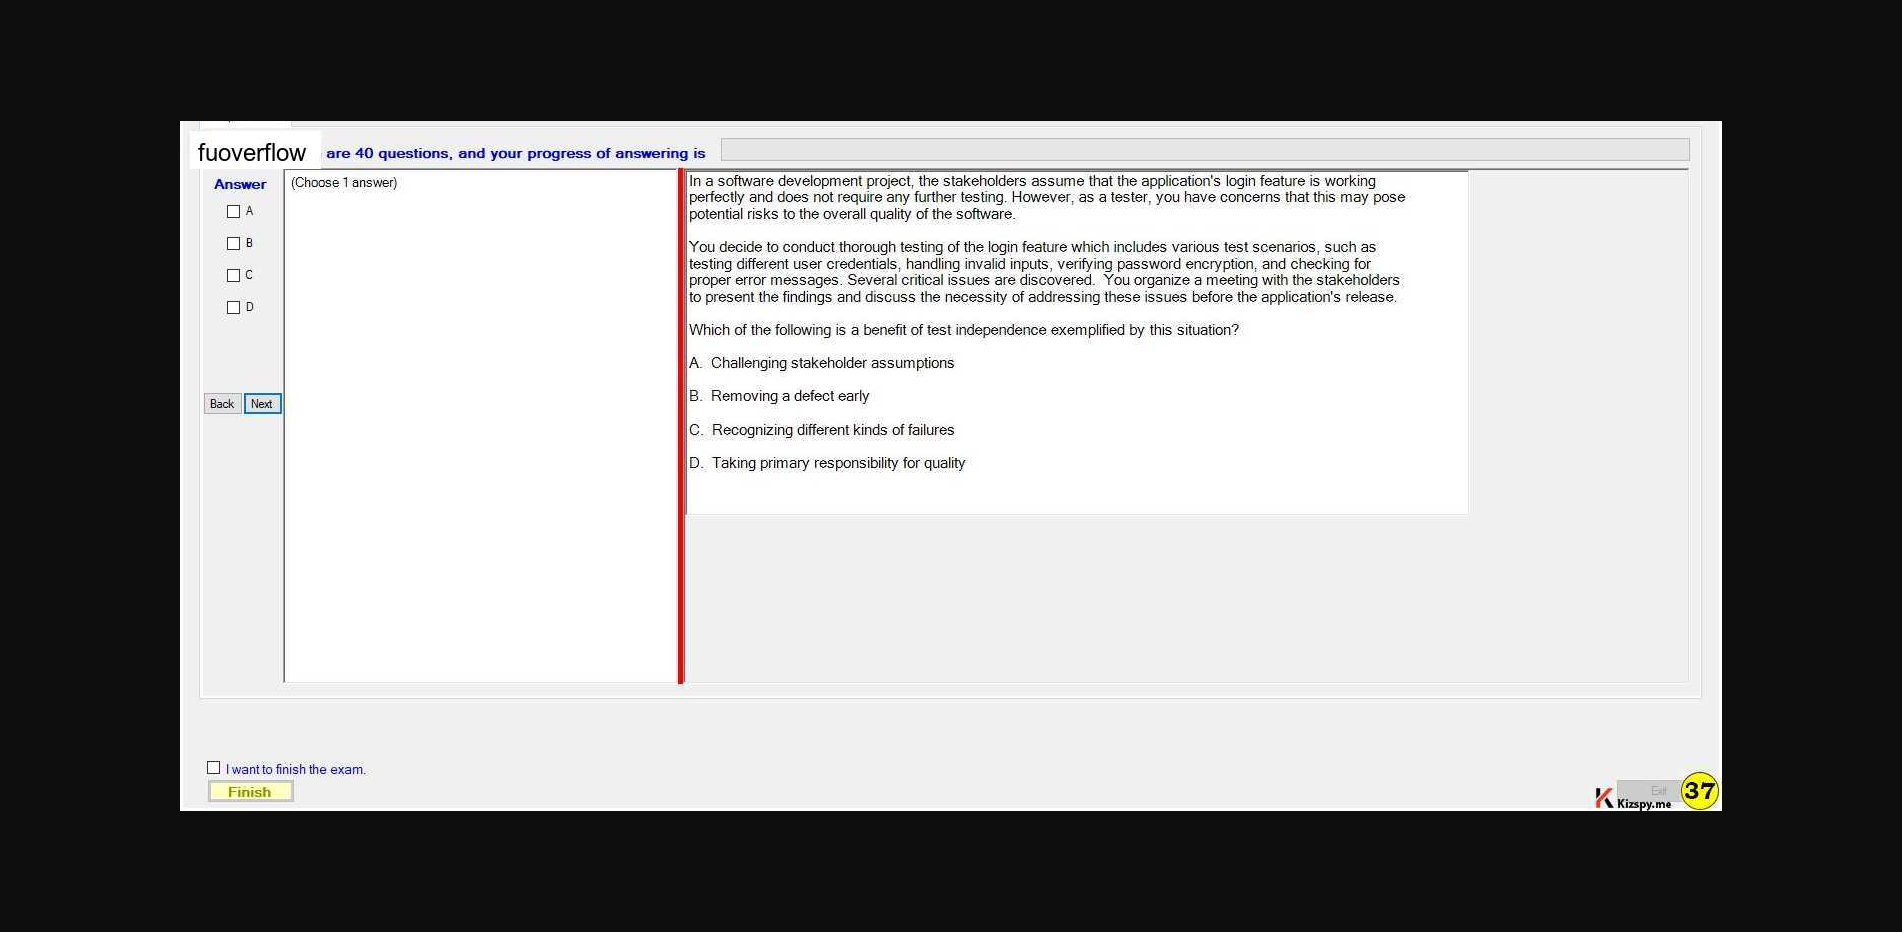 fuoverflow are 40 questions, and your progress of answering is
Answer
(Choose 1 answer)
A
B
C
D
Back Next
In a software development project, the stakeholders assume that the application's login feature is working
perfectly and does not require any further testing. However, as a tester, you have concerns that this may pose
potential risks to the overall quality of the software.
You decide to conduct thorough testing of the login feature which includes various test scenarios, such as
testing different user credentials, handling invalid inputs, verifying password encryption, and checking for
proper error messages. Several critical issues are discovered. You organize a meeting with the stakeholders
to present the findings and discuss the necessity of addressing these issues before the application's release.
Which of the following is a benefit of test independence exemplified by this situation?
A. Challenging stakeholder assumptions
B. Removing a defect early
C. Recognizing different kinds of failures
D. Taking primary responsibility for quality
I want to finish the exam.
Finish
Exit
Kizspy.me
37